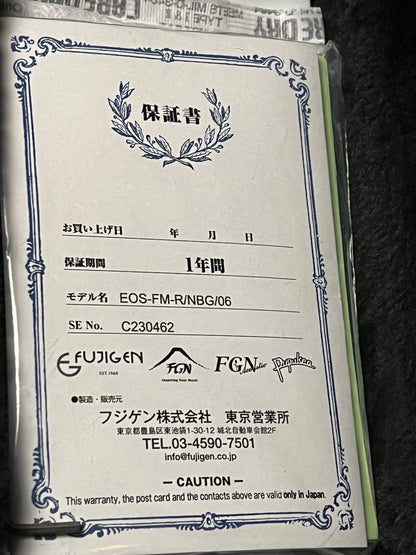 保証書
お買い上げ日 年 月 日
保証期間 1年間
モデル名 EOS-FM-R/NBG/06
SE No. C230462
FUJIGEN
EST. 1960
FGN
Inspiring Your Music
FGN
●製造・販売元
フジゲン株式会社 東京営業所
東京都豊島区東池袋1-30-12 城北自動車会館2F
TEL.03-4590-7501
info@fujigen.co.jp
― CAUTION ―
This warranty, the post card and the contacts above are valid only in Japan.